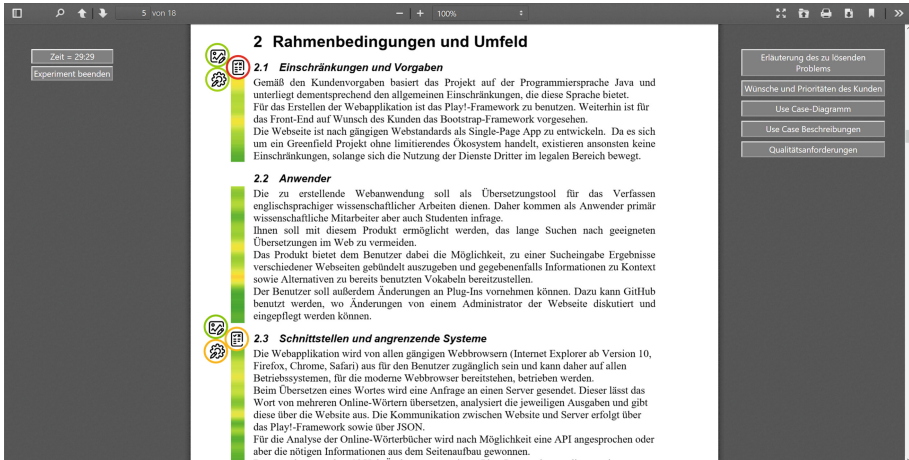 5 von 18
100%
Zeit = 29:29
Experiment beenden
2 Rahmenbedingungen und Umfeld
2.1 Einschränkungen und Vorgaben
Gemäß den Kundenvorgaben basiert das Projekt auf der Programmiersprache Java und
unterliegt dementsprechend den allgemeinen Einschränkungen, die diese Sprache bietet.
Für das Erstellen der Webapplikation ist das Play!-Framework zu benutzen. Weiterhin ist für
das Front-End auf Wunsch des Kunden das Bootstrap-Framework vorgesehen.
Die Webseite ist nach gängigen Webstandards als Single-Page App zu entwickeln. Da es sich
um ein Greenfield Projekt ohne limitierendes Ökosystem handelt, existieren ansonsten keine
Einschränkungen, solange sich die Nutzung der Dienste Dritter im legalen Bereich bewegt.
2.2 Anwender
Die zu erstellende Webanwendung soll als Übersetzungstool für das Verfassen
englischsprachiger wissenschaftlicher Arbeiten dienen. Daher kommen als Anwender primär
wissenschaftliche Mitarbeiter aber auch Studenten infrage.
Ihnen soll mit diesem Produkt ermöglicht werden, das lange Suchen nach geeigneten
Übersetzungen im Web zu vermeiden.
Das Produkt bietet dem Benutzer dabei die Möglichkeit, zu einer Sucheingabe Ergebnisse
verschiedener Webseiten gebündelt auszugeben und gegebenenfalls Informationen zu Kontext
sowie Alternativen zu bereits benutzten Vokabeln bereitzustellen.
Der Benutzer soll außerdem Änderungen an Plug-Ins vornehmen können. Dazu kann GitHub
benutzt werden, wo Änderungen von einem Administrator der Webseite diskutiert und
eingepflegt werden können.
2.3 Schnittstellen und angrenzende Systeme
Die Webapplikation wird von allen gängigen Webbrowsern (Internet Explorer ab Version 10,
Firefox, Chrome, Safari) aus für den Benutzer zugänglich sein und kann daher auf allen
Betriebssystemen, für die moderne Webbrowser bereitstehen, betrieben werden.
Beim Übersetzen eines Wortes wird eine Anfrage an einen Server gesendet. Dieser lässt das
Wort von mehreren Online-Wörtern übersetzen, analysiert die jeweiligen Ausgaben und gibt
diese über die Website aus. Die Kommunikation zwischen Website und Server erfolgt über
das Play!-Framework sowie über JSON.
Für die Analyse der Online-Wörterbücher wird nach Möglichkeit eine API angesprochen oder
aber die nötigen Informationen aus dem Seitenaufbau gewonnen.
Erläuterung des zu lösenden
Problems
Wünsche und Prioritäten des Kunden
Use Case-Diagramm
Use Case Beschreibungen
Qualitätsanforderungen